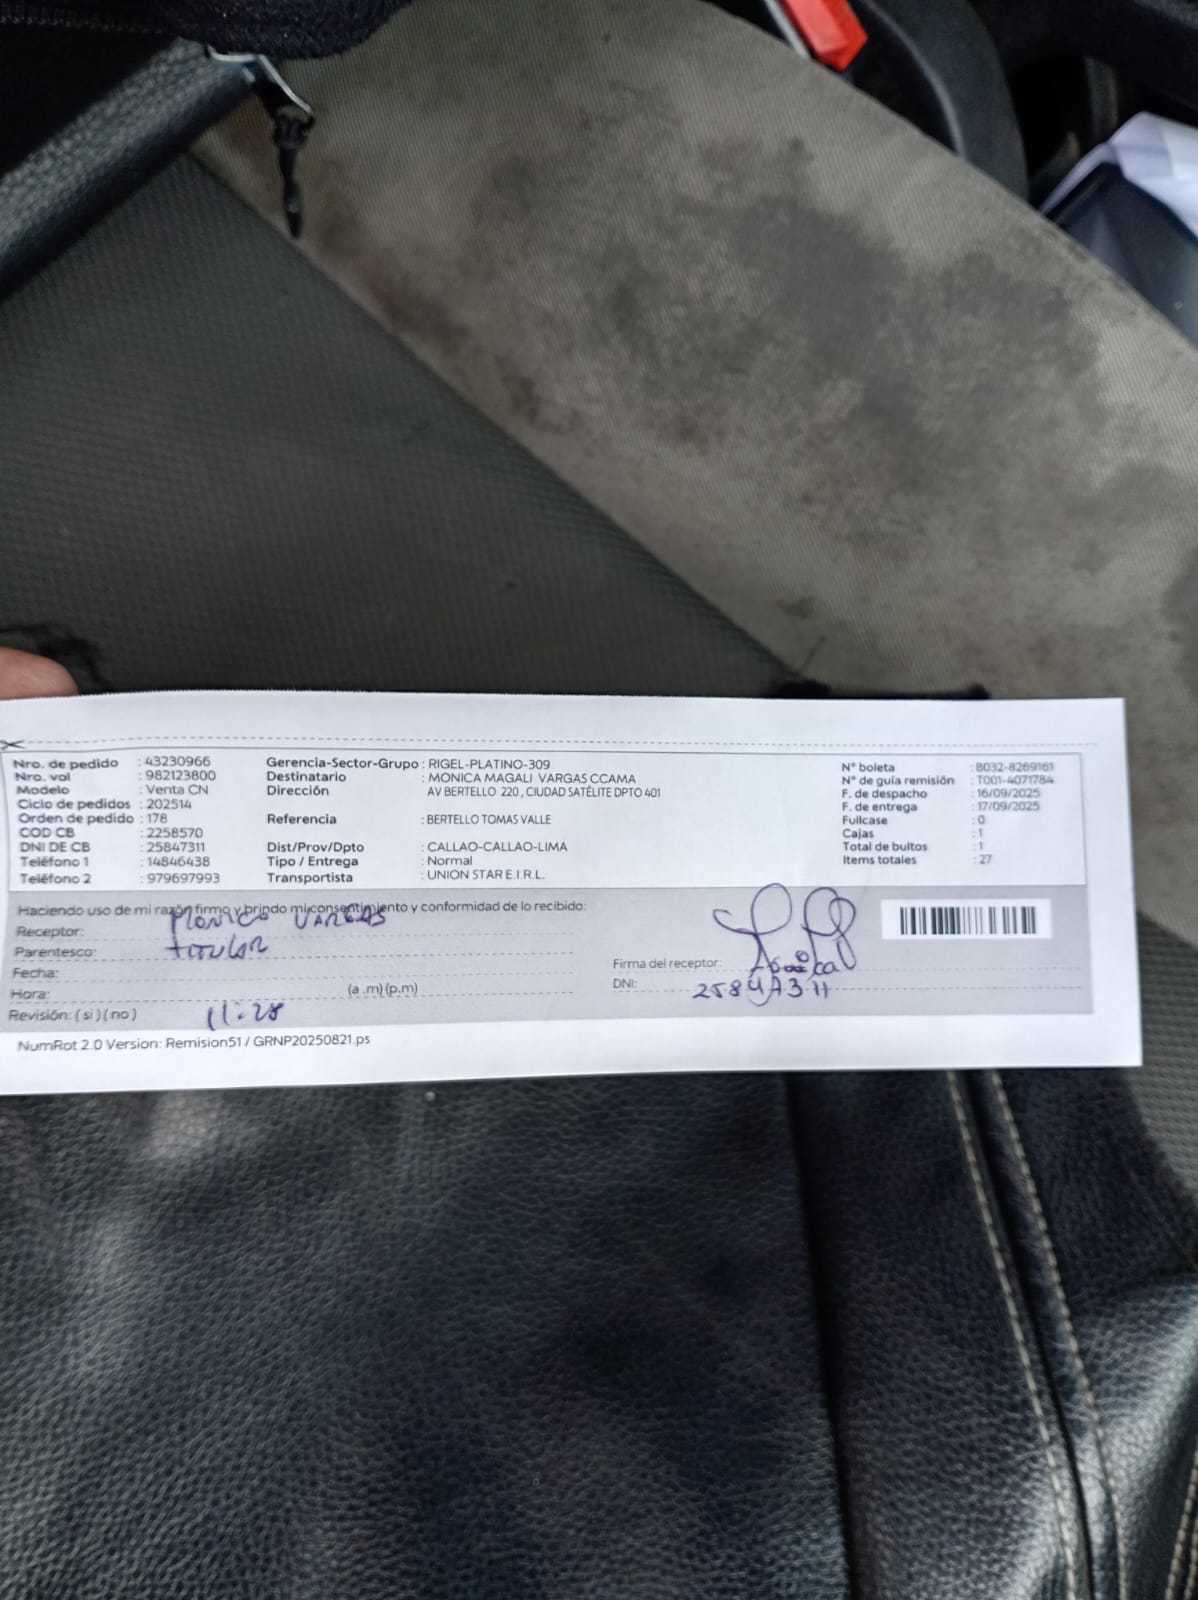 Nro. de pedido : 43230966
Nro. val : 982123800
Modelo : Venta CN
Ciclo de pedidos : 202514
Orden de pedido : 178
COD CB : 2258570
DNI DE CB : 25847311
Teléfono 1 : 14846438
Teléfono 2 : 979697993
Gerencia-Sector-Grupo : RIGEL-PLATINO-309
Destinatario : MONICA MAGALI VARGAS CCAMA
Dirección AV BERTELLO 220 , CIUDAD SATÉLITE DPTO 401
Referencia : BERTELLO TOMAS VALLE
Dist/Prov/Dpto : CALLAO-CALLAO-LIMA
Tipo / Entrega : Normal
Transportista : UNION STAR E.I.R.L.
N° boleta : B032-8269161
N° de guía remisión : T001-4071784
F. de despacho : 16/09/2025
F. de entrega : 17/09/2025
Fullcase : 0
Cajas : 1
Total de bultos : 1
Items totales : 27
Haciendo uso de mi razón firmo y brindo mi consentimiento y conformidad de lo recibido:
Receptor: MONICO VARGAS
Parentesco: titular
Fecha:
Hora: (a .m) (p.m)
Revisión: ( si ) ( no ) 11:28
Firma del receptor:
DNI: 25847311
NumRot 2.0 Version: Remision51 / GRNP20250821.ps